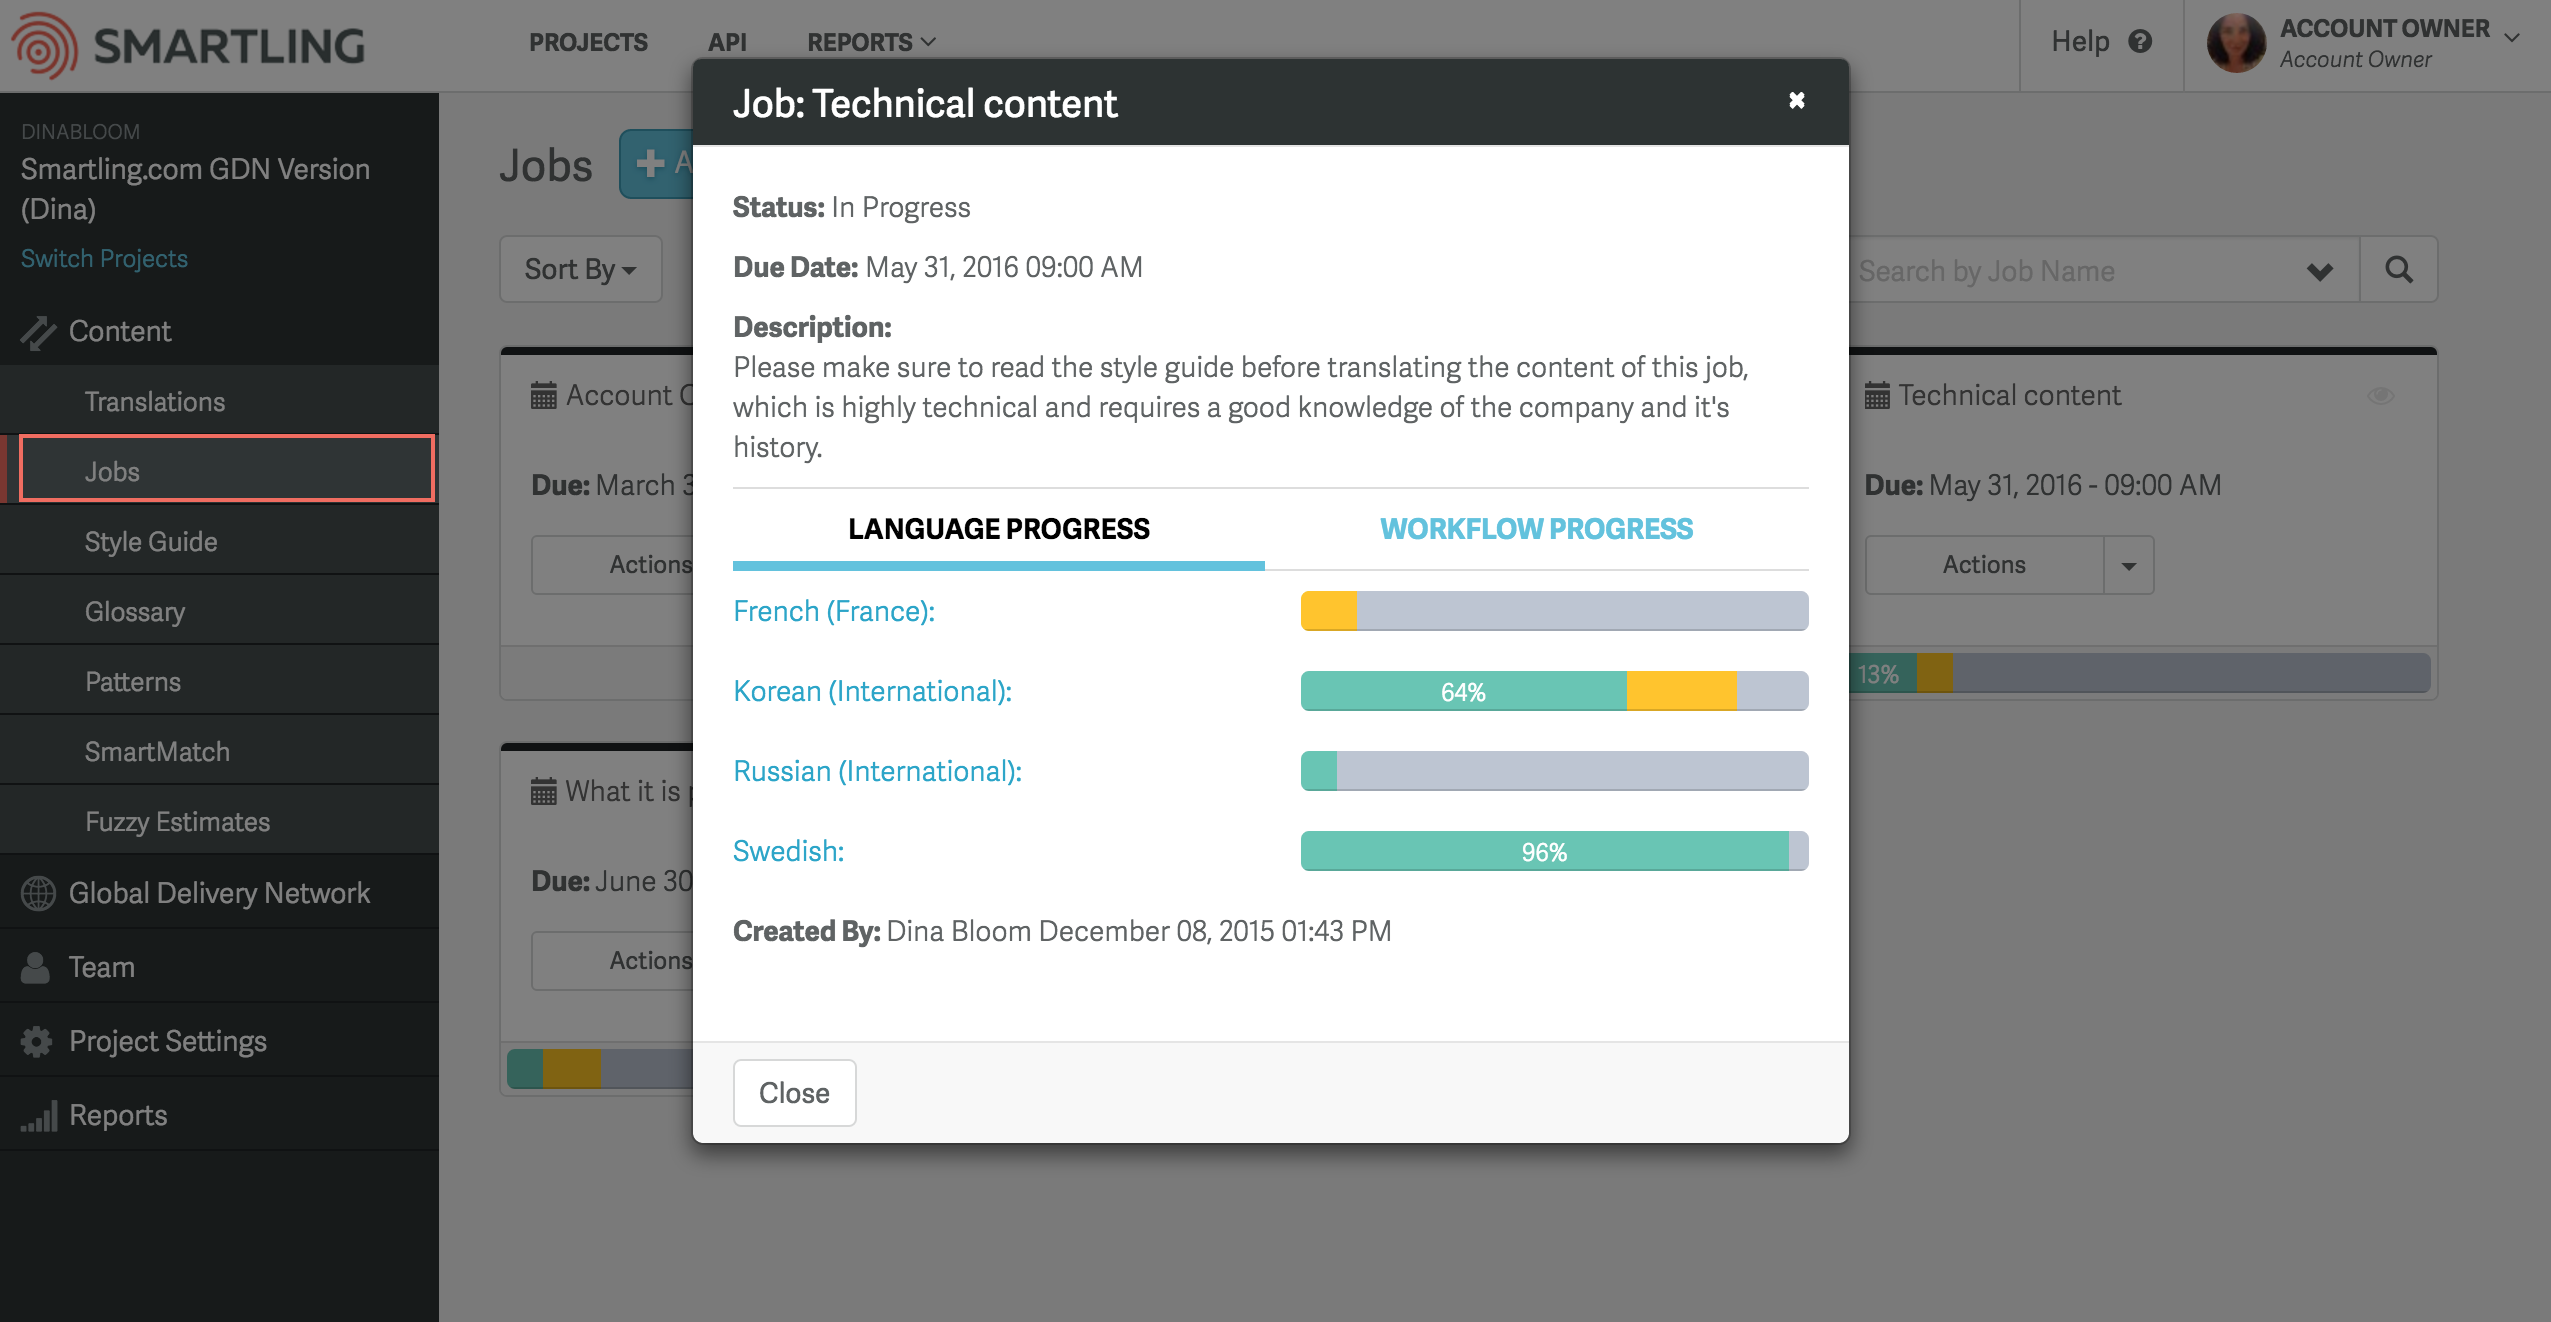 SMARTLING
PROJECTS
API
REPORTS
Help
ACCOUNT OWNER
Account Owner
DINABLOOM
Smartling.com GDN Version
(Dina)
Switch Projects
Content
Translations
Jobs
Style Guide
Glossary
Patterns
SmartMatch
Fuzzy Estimates
Global Delivery Network
Team
Project Settings
Reports
Jobs
Sort By
Search by Job Name
Account
Due: March
Actions
What it is
Due: June 30
Actions
Technical content
Due: May 31, 2016 - 09:00 AM
Actions
13%
Job: Technical content
Status: In Progress
Due Date: May 31, 2016 09:00 AM
Description:
Please make sure to read the style guide before translating the content of this job,
which is highly technical and requires a good knowledge of the company and it's
history.
LANGUAGE PROGRESS
WORKFLOW PROGRESS
French (France):
Korean (International):
64%
Russian (International):
Swedish:
96%
Created By: Dina Bloom December 08, 2015 01:43 PM
Close